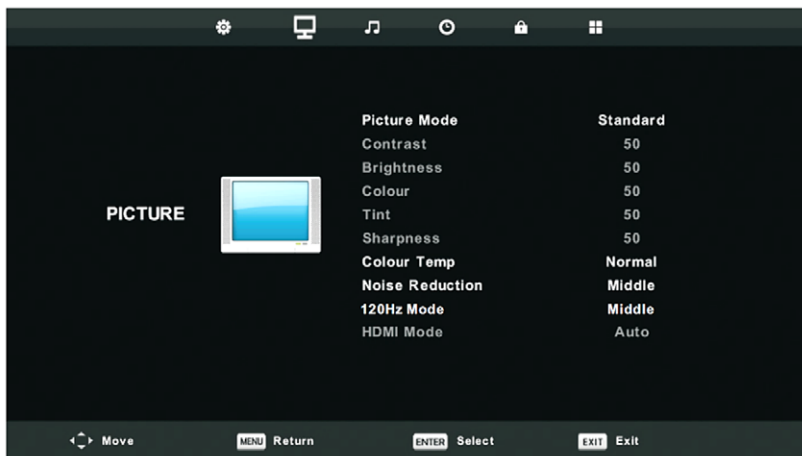 Picture Mode Standard
Contrast 50
Brightness 50
Colour 50
Tint 50
Sharpness 50
PICTURE
Colour Temp Normal
Noise Reduction Middle
120Hz Mode Middle
HDMI Mode Auto
Move MENU Return ENTER Select EXIT Exit